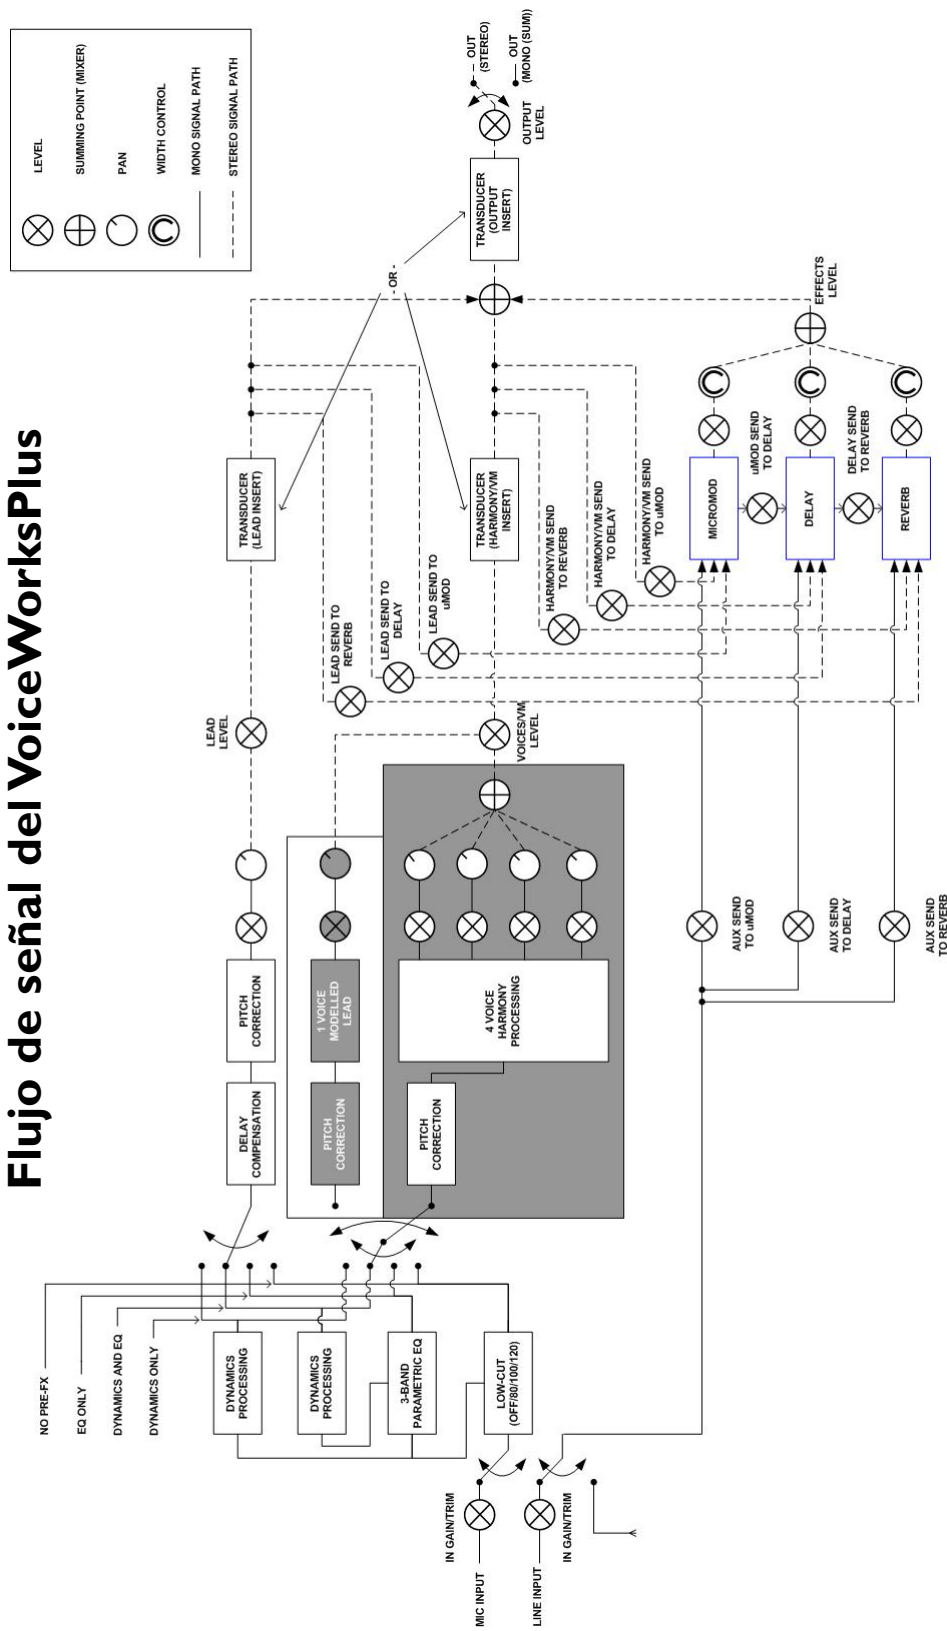 Flujo de señal del VoiceWorksPlus
LEVEL
SUMMING POINT (MIXER)
PAN
WIDTH CONTROL
MONO SIGNAL PATH
STEREO SIGNAL PATH
NO PRE-FX
EQ ONLY
DYNAMICS AND EQ
DYNAMICS ONLY
DYNAMICS
PROCESSING
DYNAMICS
PROCESSING
3-BAND
PARAMETRIC EQ
LOW-CUT
(OFF/80/100/120)
IN GAIN/TRIM
MIC INPUT
LINE INPUT
IN GAIN/TRIM
DELAY
COMPENSATION
PITCH
CORRECTION
PITCH
CORRECTION
1 VOICE
MODELLED
LEAD
PITCH
CORRECTION
4 VOICE
HARMONY
PROCESSING
LEAD
LEVEL
VOICES/VM
LEVEL
TRANSDUCER
(LEAD INSERT)
TRANSDUCER
(HARMONY/VM
INSERT)
- OR -
TRANSDUCER
(OUTPUT
INSERT)
OUTPUT
LEVEL
OUT
(STEREO)
OUT
(MONO (SUM))
LEAD SEND TO
REVERB
LEAD SEND TO
DELAY
LEAD SEND TO
uMOD
HARMONY/VM SEND
TO REVERB
HARMONY/VM SEND
TO DELAY
HARMONY/VM SEND
TO uMOD
AUX SEND
TO uMOD
AUX SEND
TO DELAY
AUX SEND
TO REVERB
MICROMOD
uMOD SEND
TO DELAY
DELAY
DELAY SEND
TO REVERB
REVERB
EFFECTS
LEVEL